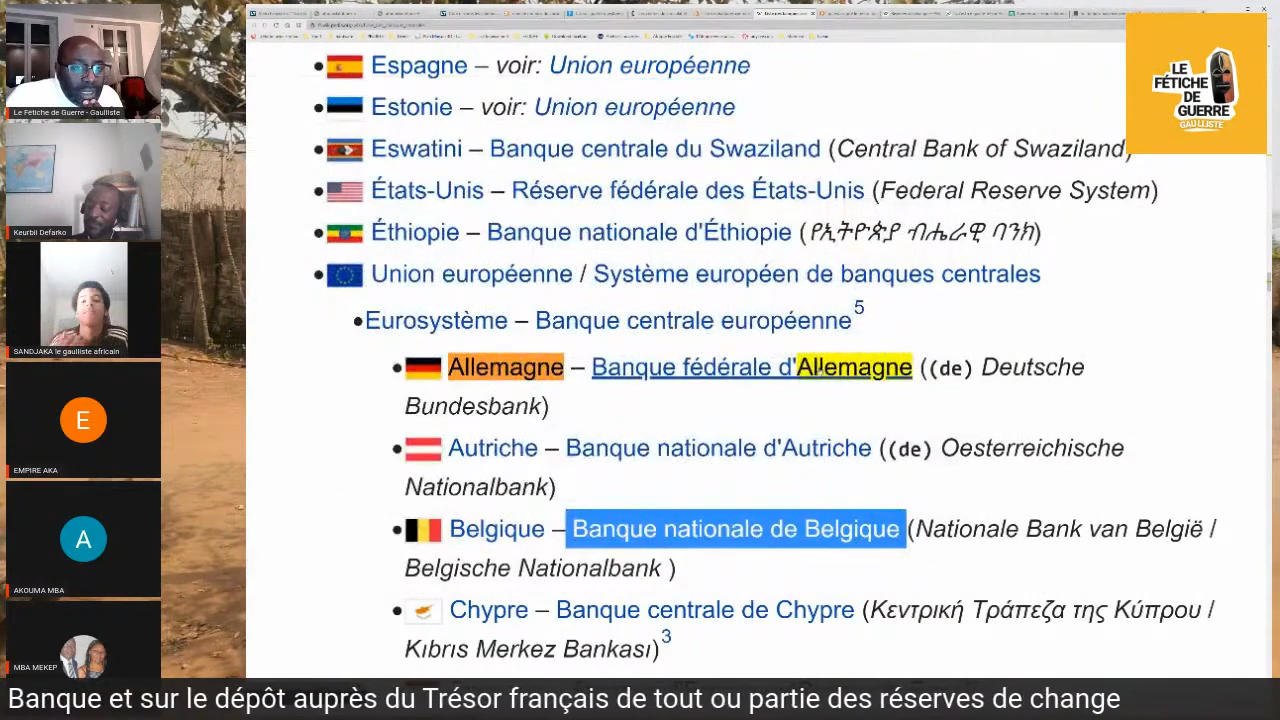 Le Fétiche de Guerre - Gaulliste
Keurbii Defarko
SANDJAKA le gaulliste africain
E
EMPIRE AKA
A
AKOUMA MBA
MBA MEKEP
Espagne – voir: Union européenne
Estonie – voir: Union européenne
Eswatini – Banque centrale du Swaziland (Central Bank of Swaziland)
États-Unis – Réserve fédérale des États-Unis (Federal Reserve System)
Éthiopie – Banque nationale d'Éthiopie (የኢትዮጵያ ብሔራዊ ባንክ)
Union européenne / Système européen de banques centrales
Eurosystème – Banque centrale européenne5
Allemagne – Banque fédérale d'Allemagne ((de) Deutsche
Bundesbank)
Autriche – Banque nationale d'Autriche ((de) Oesterreichische
Nationalbank)
Belgique – Banque nationale de Belgique (Nationale Bank van België /
Belgische Nationalbank )
Chypre – Banque centrale de Chypre (Κεντρική Τράπεζα της Κύπρου /
Kıbrıs Merkez Bankası)3
LE
FÉTICHE
DE
GUERRE
GAULLISTE
Banque et sur le dépôt auprès du Trésor français de tout ou partie des réserves de change